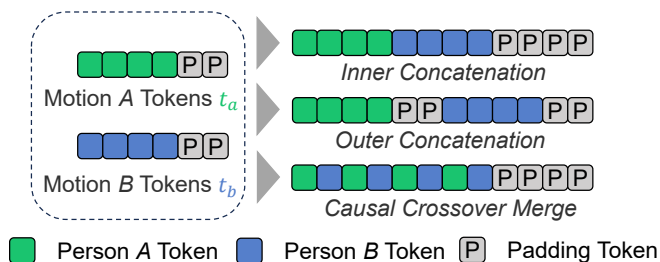 P P
Motion A Tokens t_a
P P
Motion B Tokens t_b
P P P P
Inner Concatenation
P P P P
Outer Concatenation
P P P P
Causal Crossover Merge
Person A Token Person B Token P Padding Token